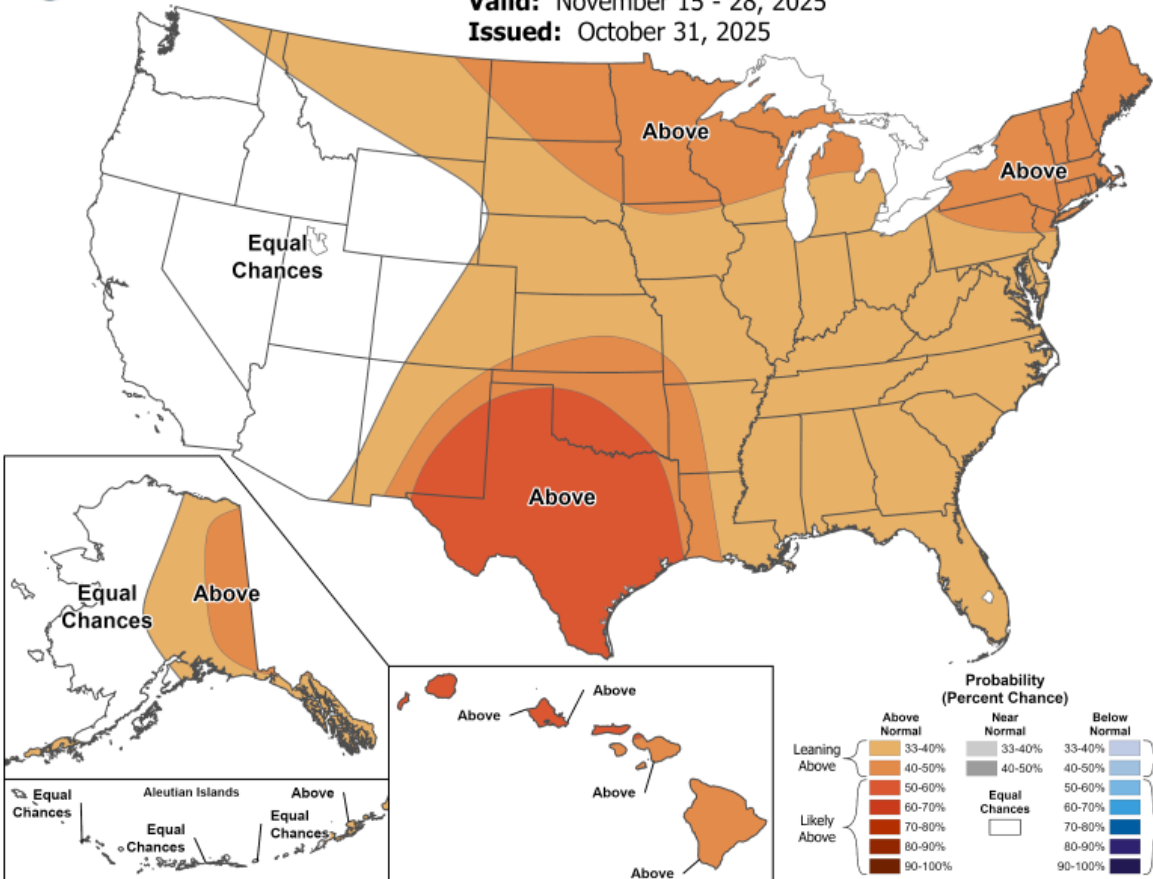 Valid: November 15 - 28, 2025
Issued: October 31, 2025
Above
Above
Equal
Chances
Above
Equal
Chances
Above
Equal
Chances
Aleutian Islands
Equal
Chances
Equal
Chances
Above
Above
Above
Above
Above
Probability
(Percent Chance)
Above
Normal
Near
Normal
Below
Normal
Leaning
Above
33-40%
33-40%
33-40%
40-50%
40-50%
40-50%
Likely
Above
50-60%
50-60%
60-70%
60-70%
70-80%
70-80%
80-90%
80-90%
90-100%
90-100%
Equal
Chances